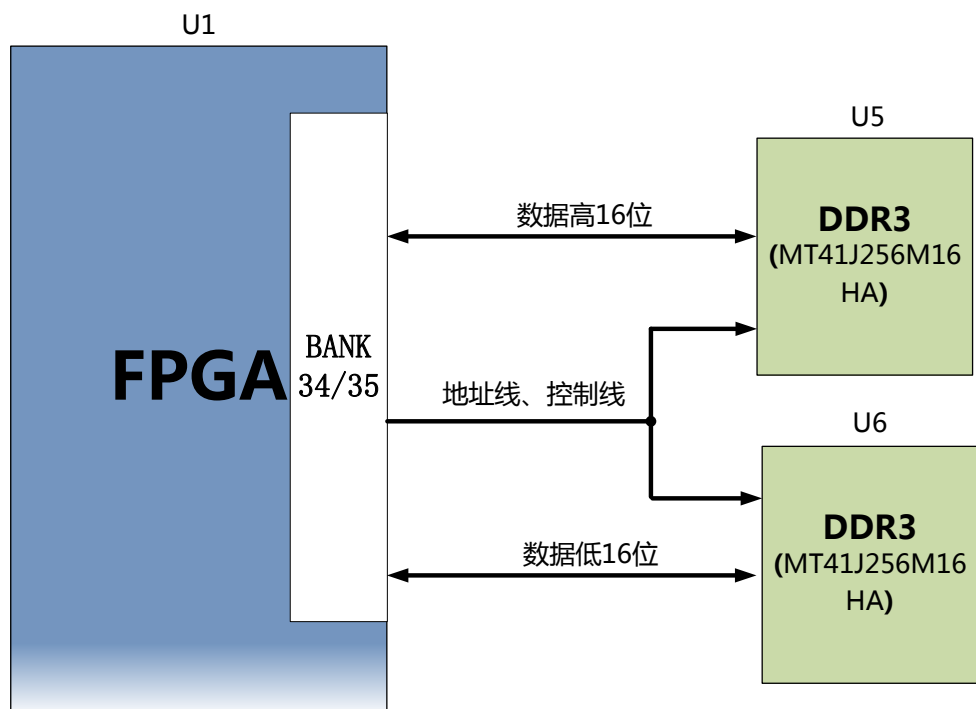 U1
U5
数据高16位
DDR3
(MT41J256M16
HA)
FPGA
BANK
34/35
地址线、控制线
U6
数据低16位
DDR3
(MT41J256M16
HA)